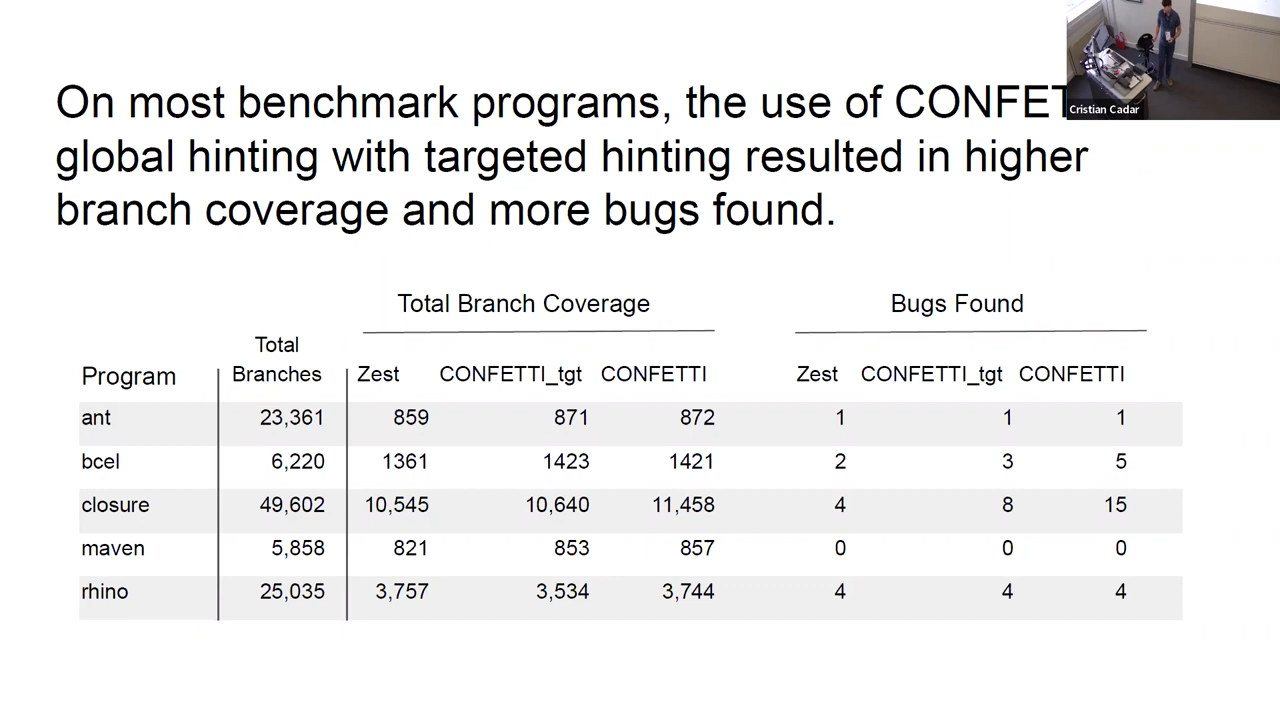 On most benchmark programs, the use of CONFET
global hinting with targeted hinting resulted in higher
branch coverage and more bugs found.
Cristian Cadar
Total Branch Coverage Bugs Found
Program Total Branches Zest CONFETTI_tgt CONFETTI Zest CONFETTI_tgt CONFETTI
ant 23,361 859 871 872 1 1 1
bcel 6,220 1361 1423 1421 2 3 5
closure 49,602 10,545 10,640 11,458 4 8 15
maven 5,858 821 853 857 0 0 0
rhino 25,035 3,757 3,534 3,744 4 4 4